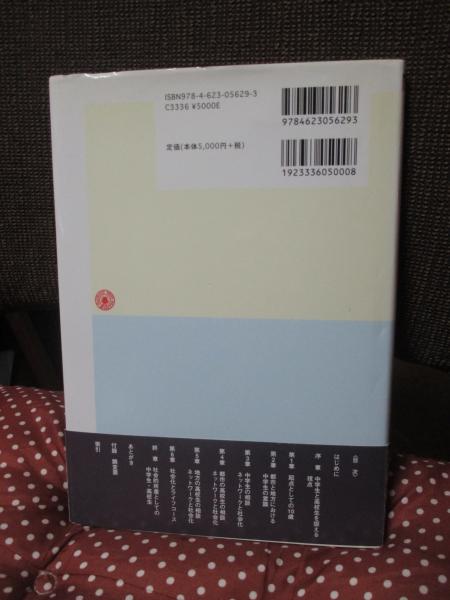 ISBN978-4-623-05629-3
C3336 ¥5000E
定価(本体5,000円+税)
9784623056293
1923336050008
〈目 次〉
はじめに
序 章 中学生と高校生を捉える
視点
第1章 起点としての10歳
第2章 都市と地方における
中学生の意識
第3章 中学生の相談
ネットワークと社会化
第4章 都市の高校生の相談
ネットワークと社会化
第5章 地方の高校生の相談
ネットワークと社会化
第6章 社会化とライフコース
終 章 社会的所産としての
中学生・高校生
あとがき
付録 調査票
索引